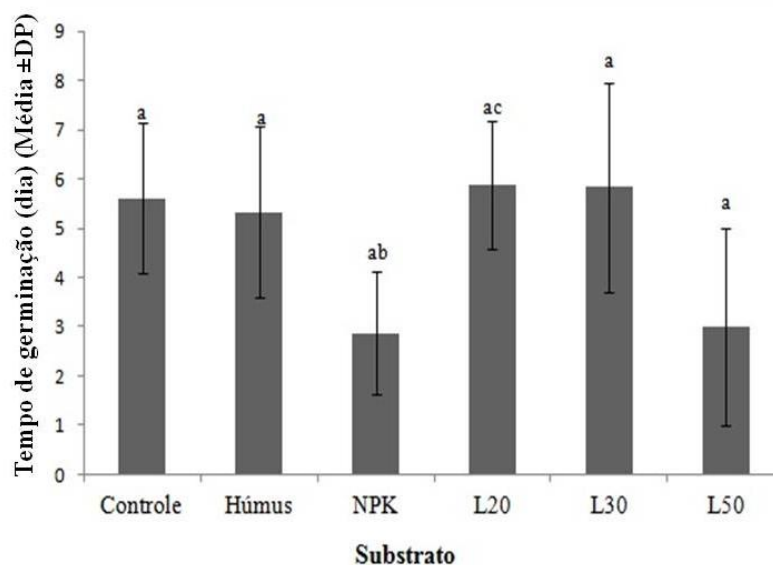 Tempo de germinação (dia) (Média ±DP)
9
8
7
6
5
4
3
2
1
0
a
a
ab
ac
a
a
Controle Húmus NPK L20 L30 L50
Substrato